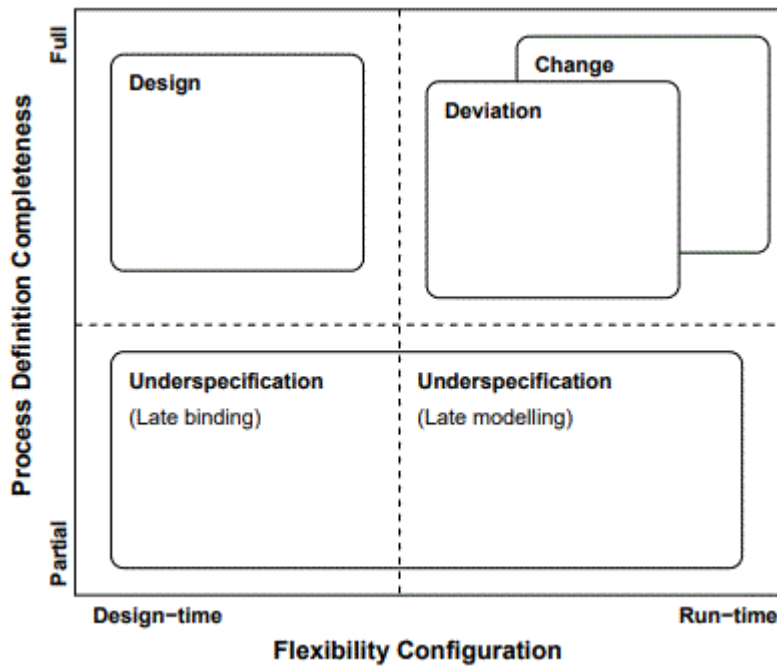 Full
Process Definition Completeness
Partial
Design
Change
Deviation
Underspecification
(Late binding)
Underspecification
(Late modelling)
Design−time
Run−time
Flexibility Configuration